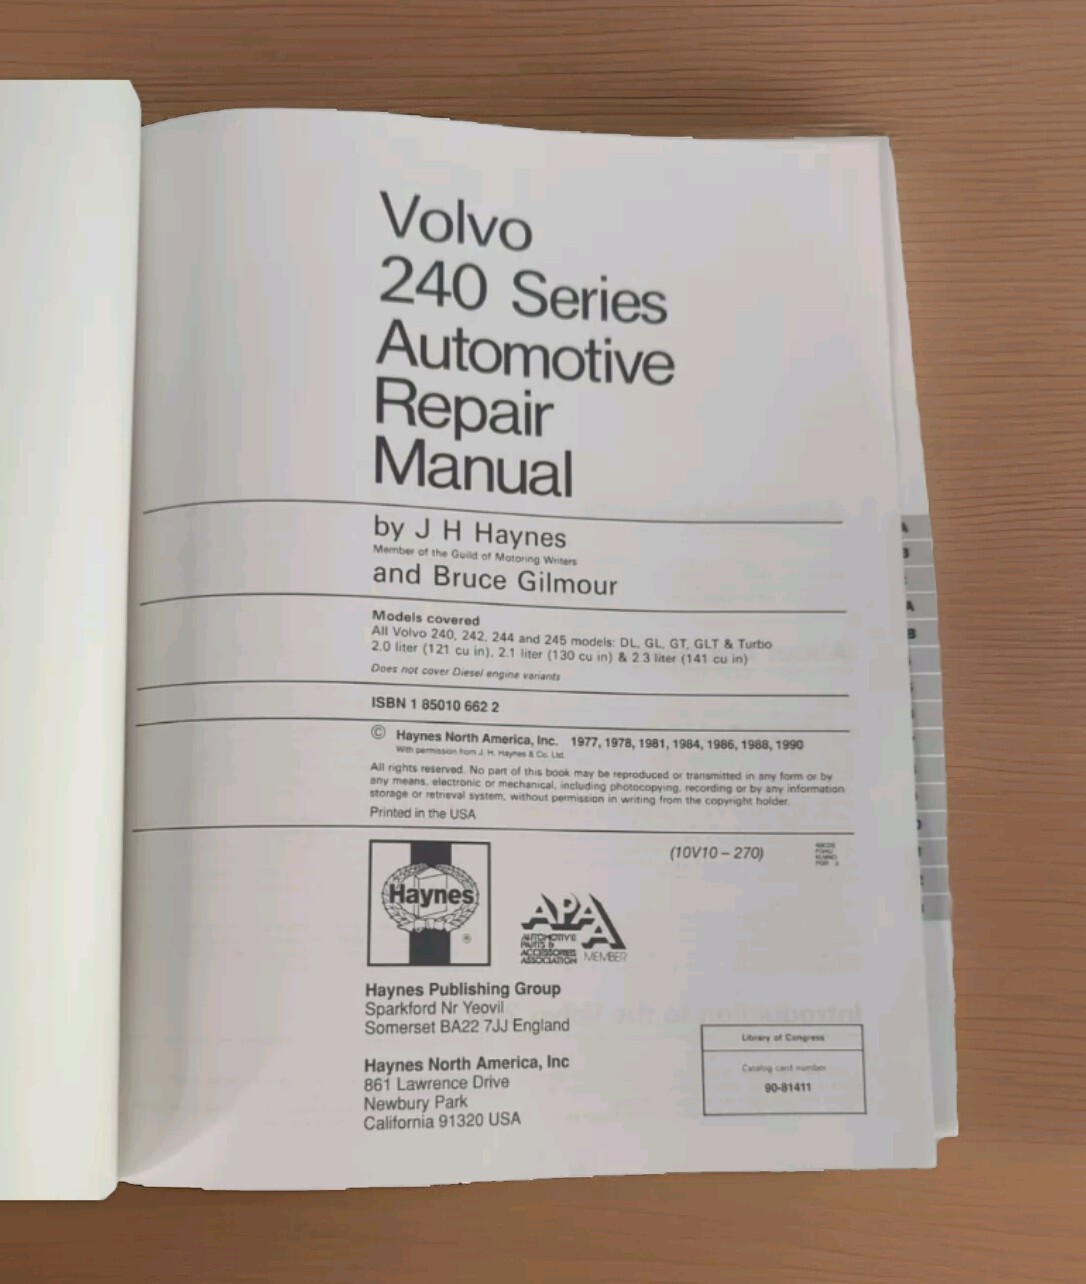 Volvo
240 Series
Automotive
Repair
Manual
by J H Haynes
Member of the Guild of Motoring Writers
and Bruce Gilmour
Models covered
All Volvo 240, 242, 244 and 245 models: DL, GL, GT, GLT & Turbo
2.0 liter (121 cu in), 2.1 liter (130 cu in) & 2.3 liter (141 cu in)
Does not cover Diesel engine variants
ISBN 1 85010 662 2
© Haynes North America, Inc. 1977, 1978, 1981, 1984, 1986, 1988, 1990
With permission from J. H. Haynes & Co. Ltd.
All rights reserved. No part of this book may be reproduced or transmitted in any form or by
any means, electronic or mechanical, including photocopying, recording or by any information
storage or retrieval system, without permission in writing from the copyright holder.
Printed in the USA
(10V10 – 270)
Haynes
®
APAA
AUTOMOTIVE
PARTS &
ACCESSORIES
ASSOCIATION MEMBER
Haynes Publishing Group
Sparkford Nr Yeovil
Somerset BA22 7JJ England
Haynes North America, Inc
861 Lawrence Drive
Newbury Park
California 91320 USA
Library of Congress
Catalog card number
90-81411